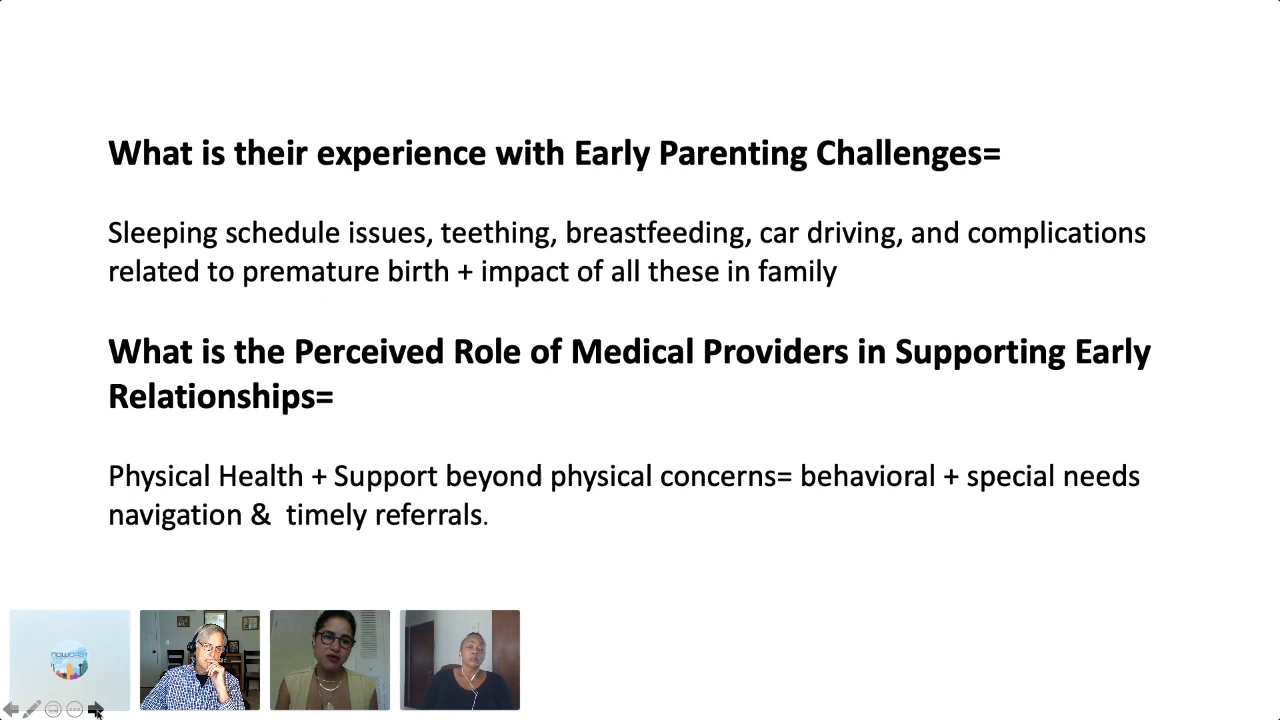 What is their experience with Early Parenting Challenges=
Sleeping schedule issues, teething, breastfeeding, car driving, and complications
related to premature birth + impact of all these in family
What is the Perceived Role of Medical Providers in Supporting Early
Relationships=
Physical Health + Support beyond physical concerns= behavioral + special needs
navigation &  timely referrals.
NOWCAST